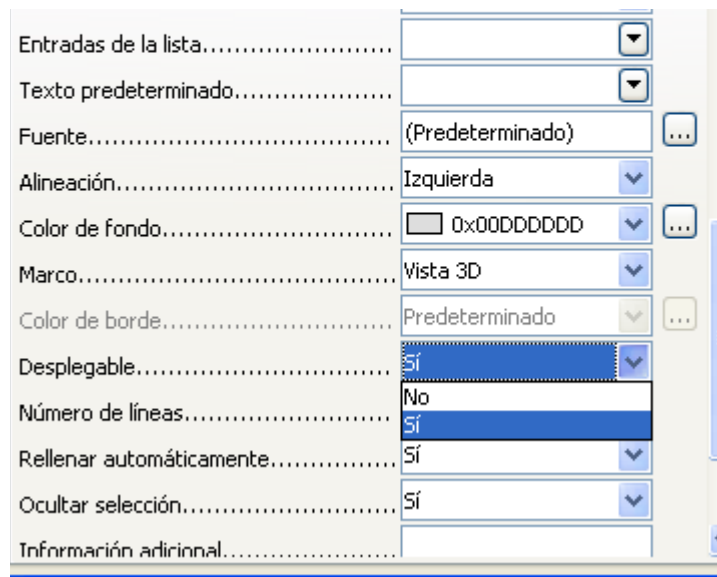 Entradas de la lista........................
Texto predeterminado....................
Fuente...................................... (Predeterminado) ...
Alineación.................................. Izquierda
Color de fondo............................ 0x00DDDDDD ...
Marco....................................... Vista 3D
Color de borde............................ Predeterminado ...
Desplegable............................... Sí
No
Número de líneas.........................
Sí
Rellenar automáticamente............... Sí
Ocultar selección.......................... Sí
Información adicional.....................